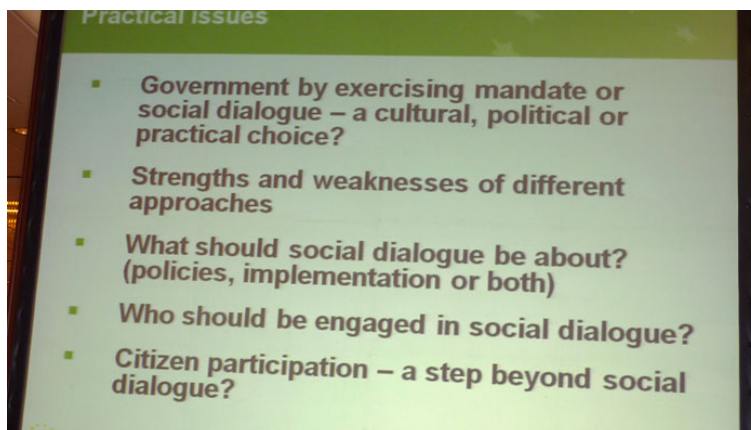 Practical issues
Government by exercising mandate or
social dialogue – a cultural, political or
practical choice?
Strengths and weaknesses of different
approaches
What should social dialogue be about?
(policies, implementation or both)
Who should be engaged in social dialogue?
Citizen participation – a step beyond social
dialogue?